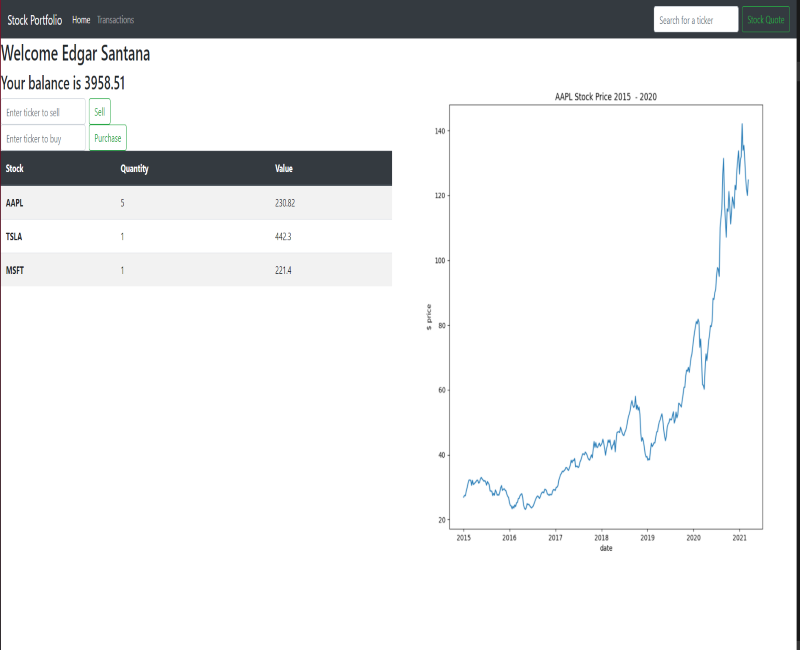 Stock Portfolio Home Transactions Search for a ticker Stock Quote
Welcome Edgar Santana
Your balance is 3958.51
Enter ticker to sell Sell
Enter ticker to buy Purchase
Stock Quantity Value
AAPL 5 230.82
TSLA 1 442.3
MSFT 1 221.4
AAPL Stock Price 2015 - 2020
140
120
100
80
60
40
20
$ price
2015 2016 2017 2018 2019 2020 2021
date